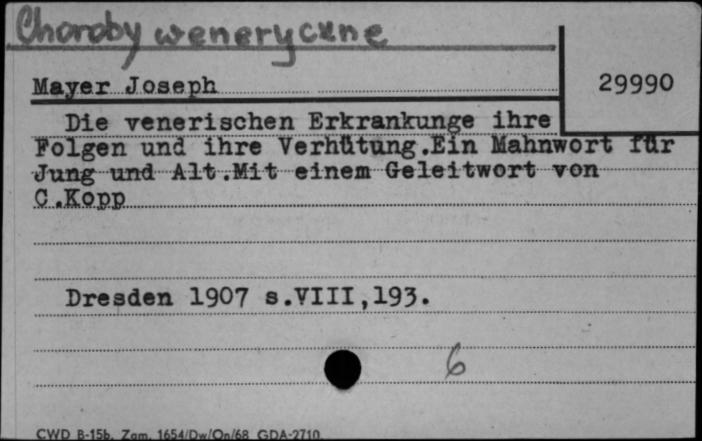 Choroby weneryczne
Mayer Joseph
29990
Die venerischen Erkrankunge ihre
Folgen und ihre Verhütung.Ein Mahnwort für
Jung und Alt.Mit einem Geleitwort von
C.Kopp
Dresden 1907 s.VIII,193.
6
CWD B-15b. Zam. 1654/Dw/On/68 GDA-2710